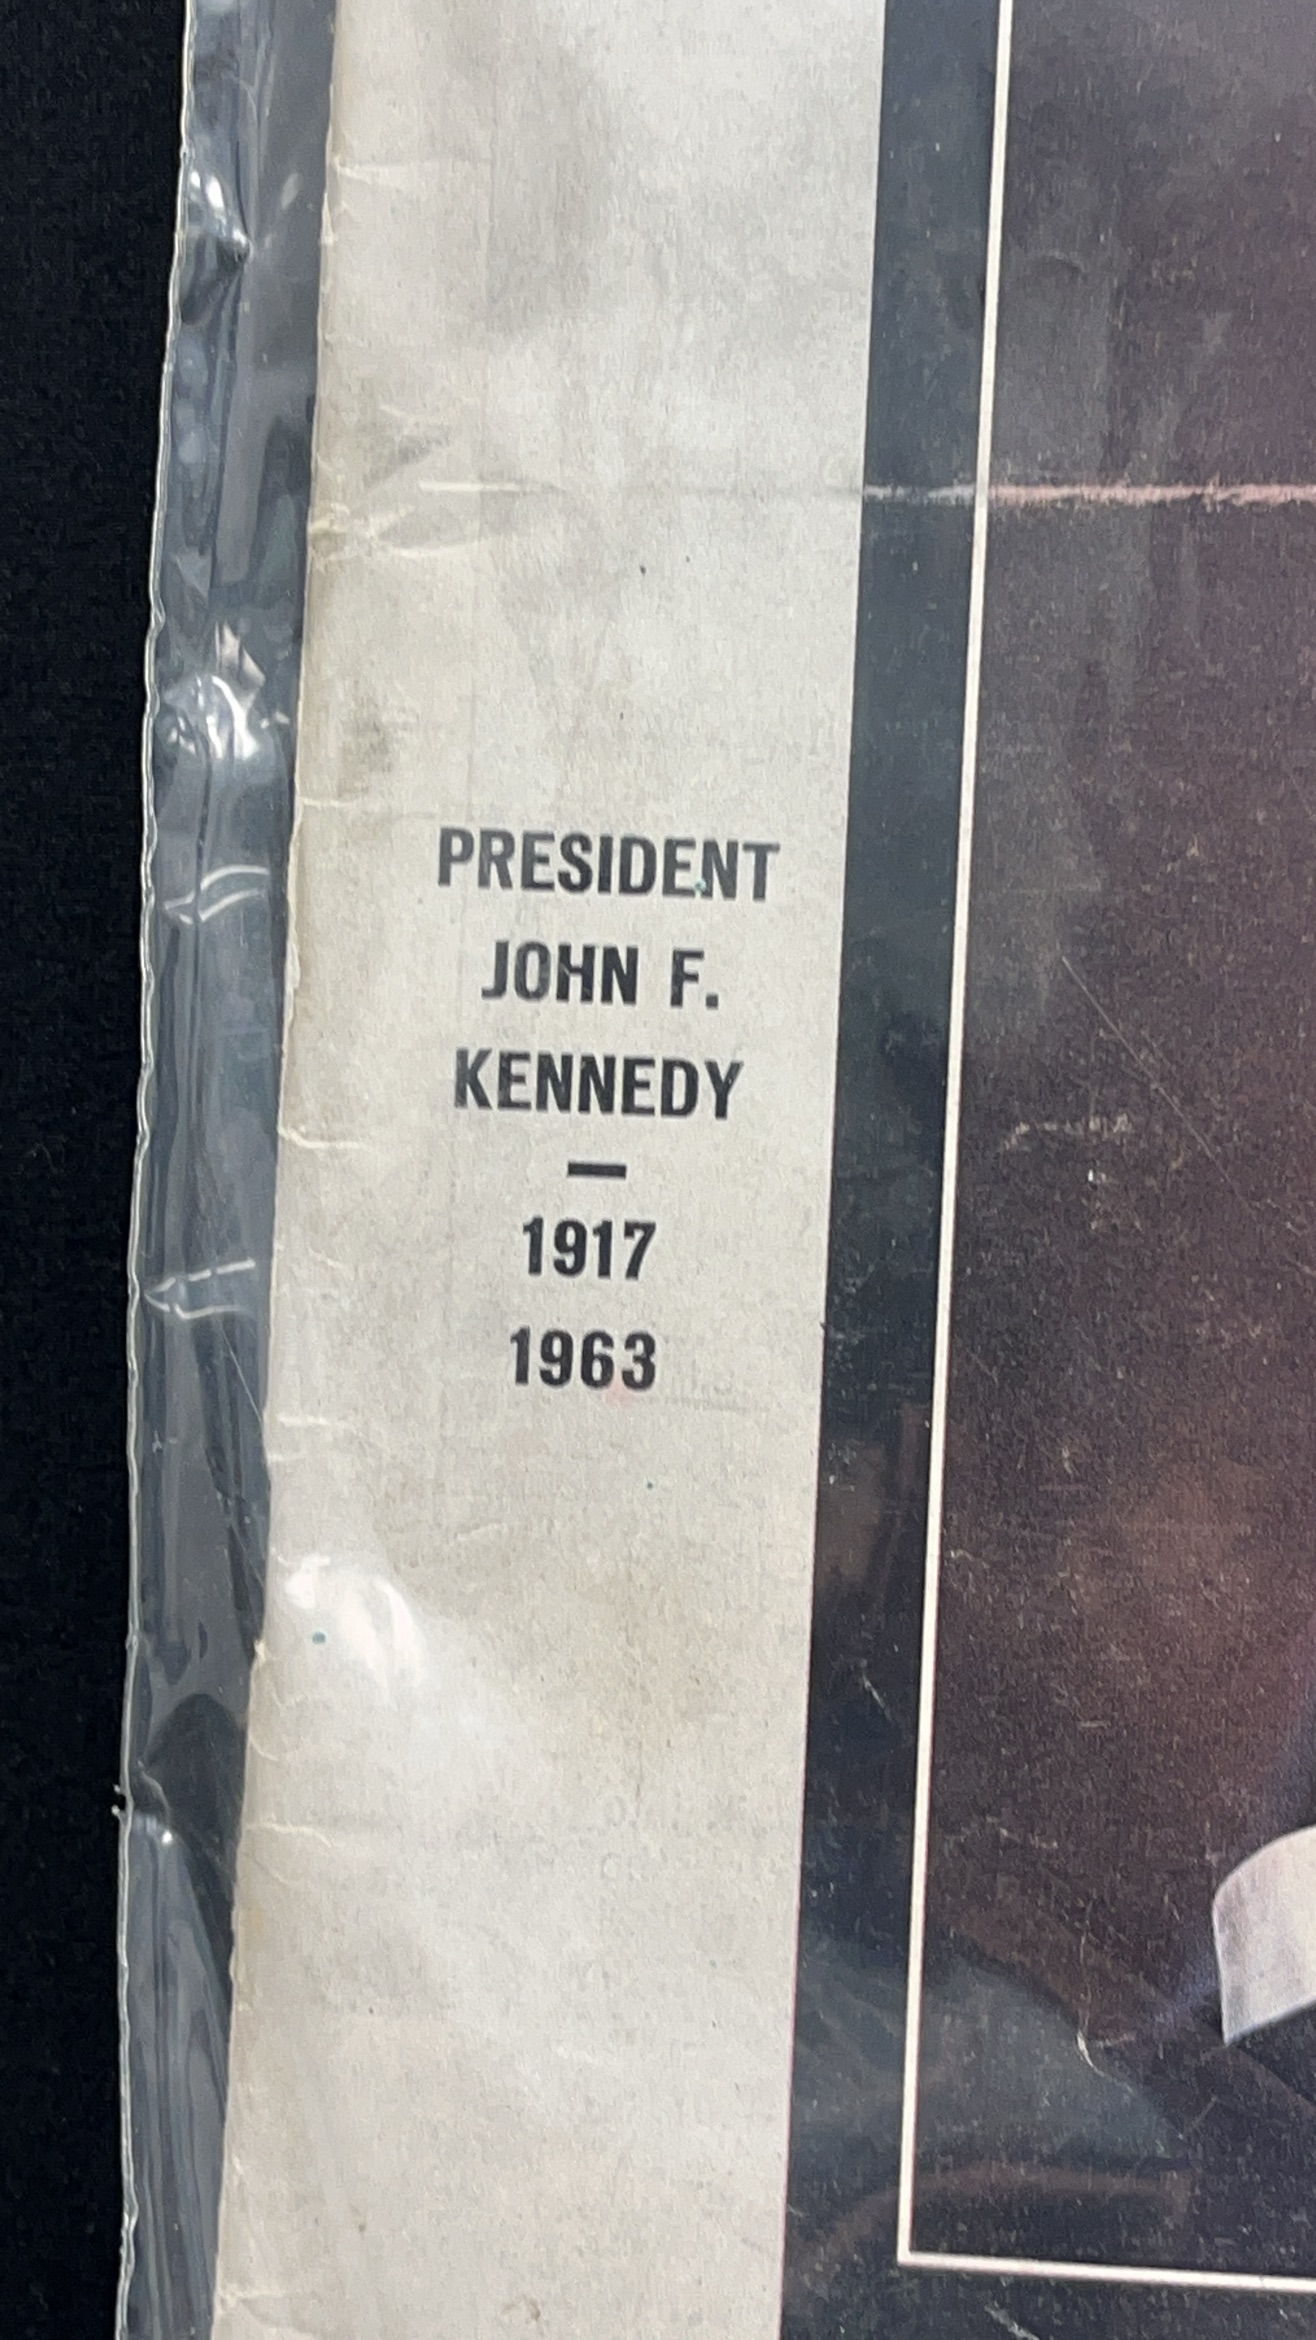 PRESIDENT
JOHN F.
KENNEDY
—
1917
1963